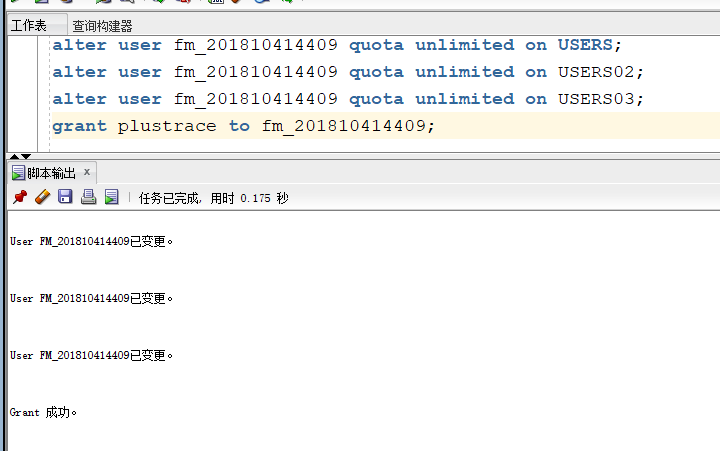 工作表 查询构建器
alter user fm_201810414409 quota unlimited on USERS;
alter user fm_201810414409 quota unlimited on USERS02;
alter user fm_201810414409 quota unlimited on USERS03;
grant plustrace to fm_201810414409;
脚本输出 x
任务已完成, 用时 0.175 秒
User FM_201810414409已变更。
User FM_201810414409已变更。
User FM_201810414409已变更。
Grant 成功。